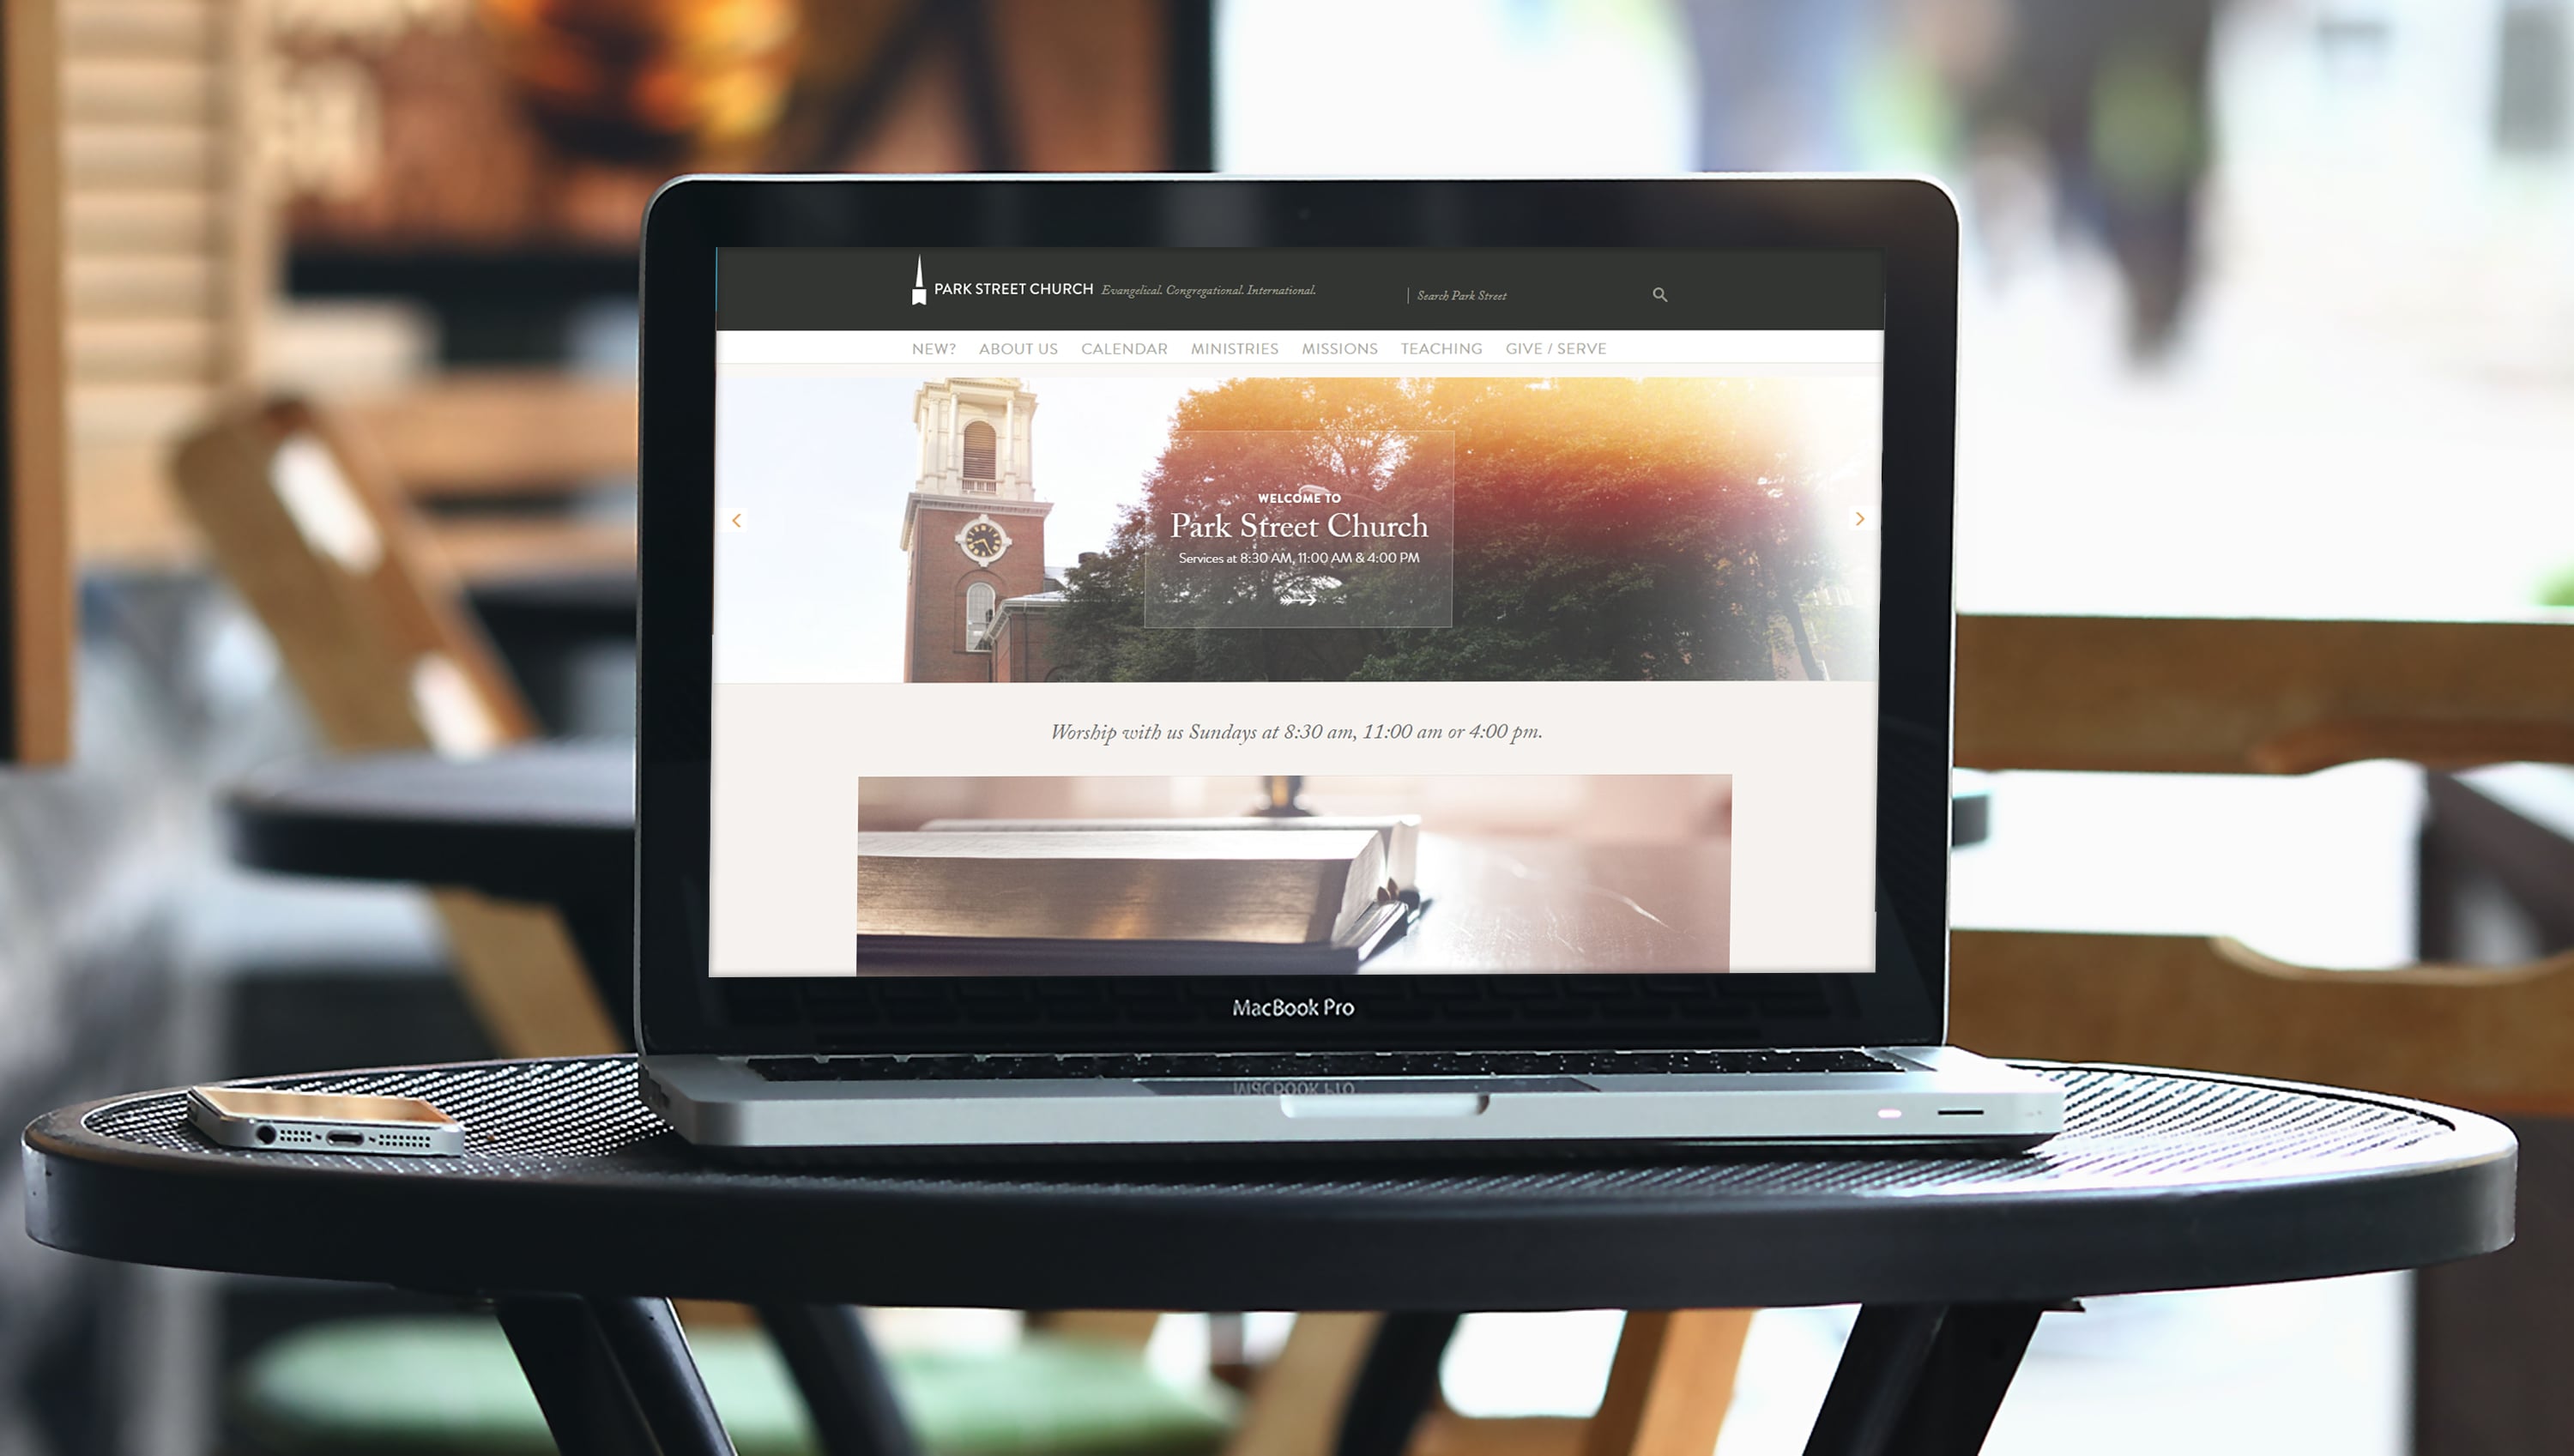 PARK STREET CHURCH Evangelical. Congregational. International.
Search Park Street
NEW? ABOUT US CALENDAR MINISTRIES MISSIONS TEACHING GIVE / SERVE
WELCOME TO
Park Street Church
Services at 8:30 AM, 11:00 AM & 4:00 PM
Worship with us Sundays at 8:30 am, 11:00 am or 4:00 pm.
MacBook Pro